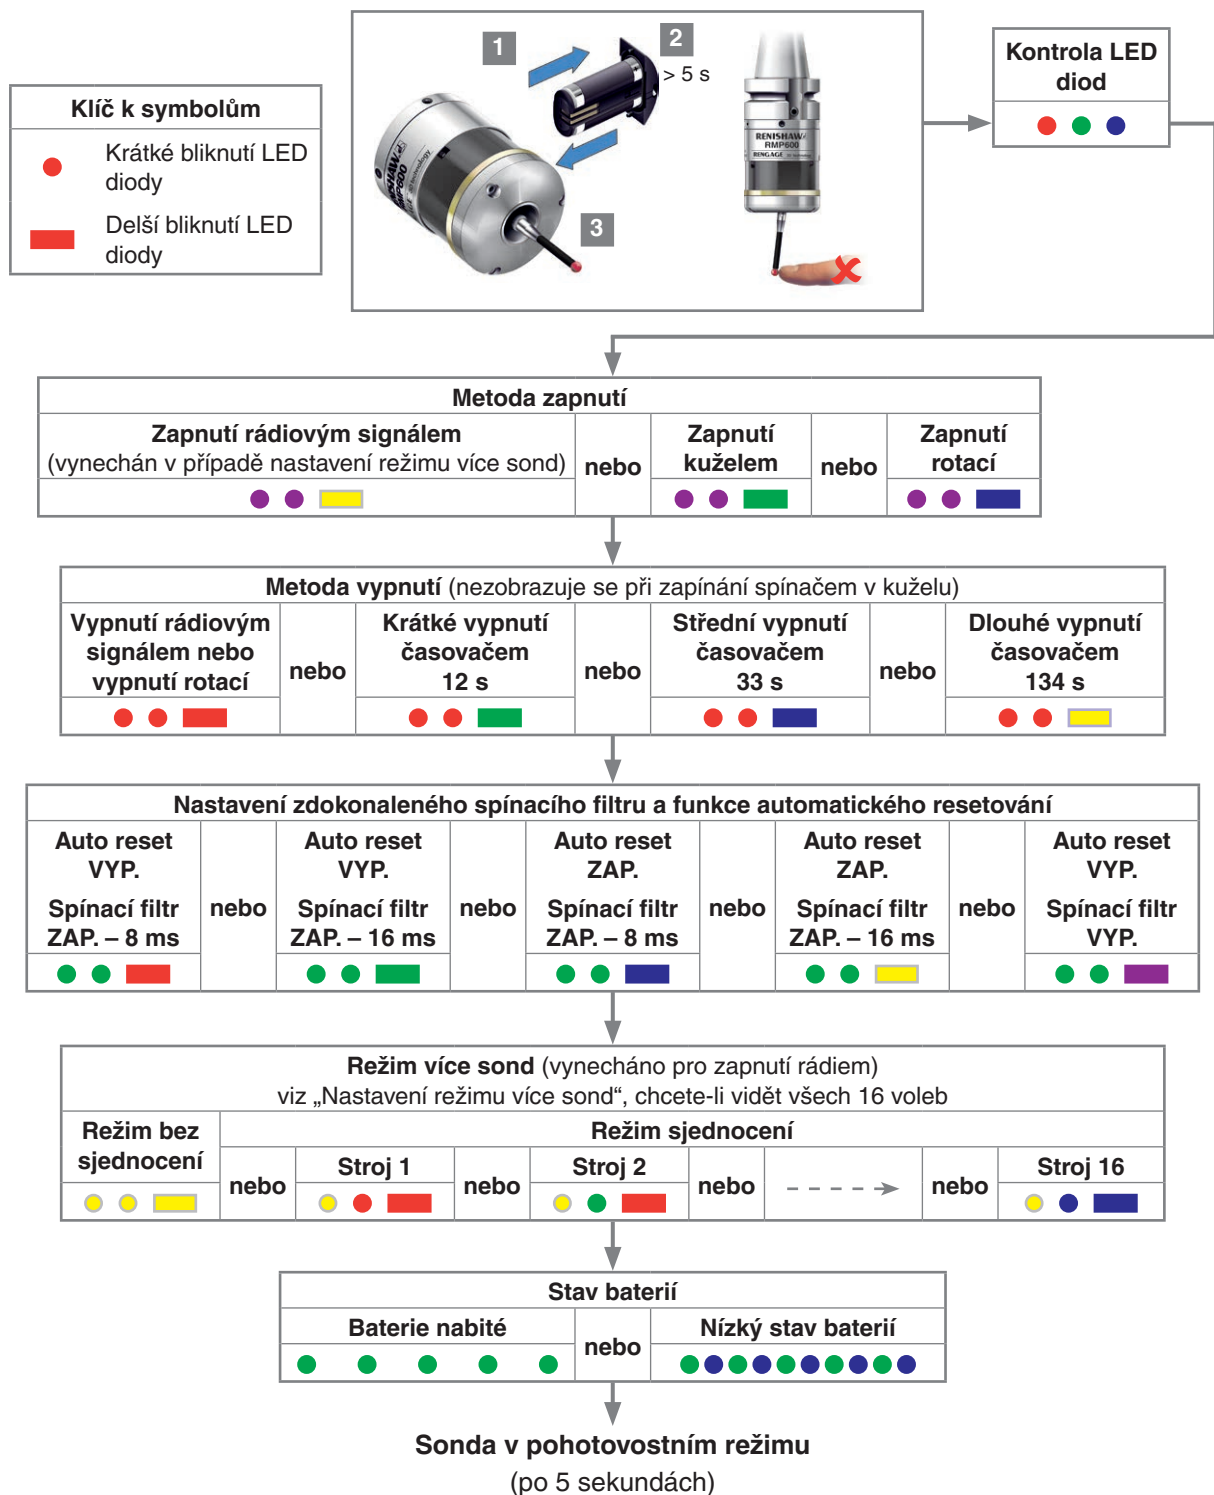 Klíč k symbolům
Krátké bliknutí LED
diody
Delší bliknutí LED
diody
1
2
> 5 s
3
RENISHAW
RMP600
RENGAGE
RENISHAW
RMP600
Kontrola LED
diod
Metoda zapnutí
Zapnutí rádiovým signálem
(vynechán v případě nastavení režimu více sond)
nebo
Zapnutí
kuželem
nebo
Zapnutí
rotací
Metoda vypnutí (nezobrazuje se při zapínání spínačem v kuželu)
Vypnutí rádiovým
signálem nebo
vypnutí rotací
nebo
Krátké vypnutí
časovačem
12 s
nebo
Střední vypnutí
časovačem
33 s
nebo
Dlouhé vypnutí
časovačem
134 s
Nastavení zdokonaleného spínacího filtru a funkce automatického resetování
Auto reset
VYP.
Spínací filtr
ZAP. – 8 ms
nebo
Auto reset
VYP.
Spínací filtr
ZAP. – 16 ms
nebo
Auto reset
ZAP.
Spínací filtr
ZAP. – 8 ms
nebo
Auto reset
ZAP.
Spínací filtr
ZAP. – 16 ms
nebo
Auto reset
VYP.
Spínací filtr
VYP.
Režim více sond (vynecháno pro zapnutí rádiem)
viz „Nastavení režimu více sond“, chcete-li vidět všech 16 voleb
Režim bez
sjednocení
Režim sjednocení
nebo
Stroj 1
nebo
Stroj 2
nebo
nebo
Stroj 16
Stav baterií
Baterie nabité
nebo
Nízký stav baterií
Sonda v pohotovostním režimu
(po 5 sekundách)